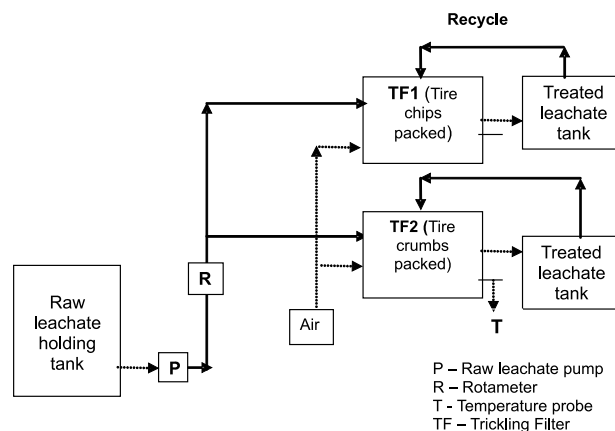 Recycle
TF1 (Tire
chips
packed)
Treated
leachate
tank
TF2 (Tire
crumbs
packed)
Treated
leachate
tank
R
Raw
leachate
holding
tank
Air
T
P
P – Raw leachate pump
R – Rotameter
T - Temperature probe
TF – Trickling Filter